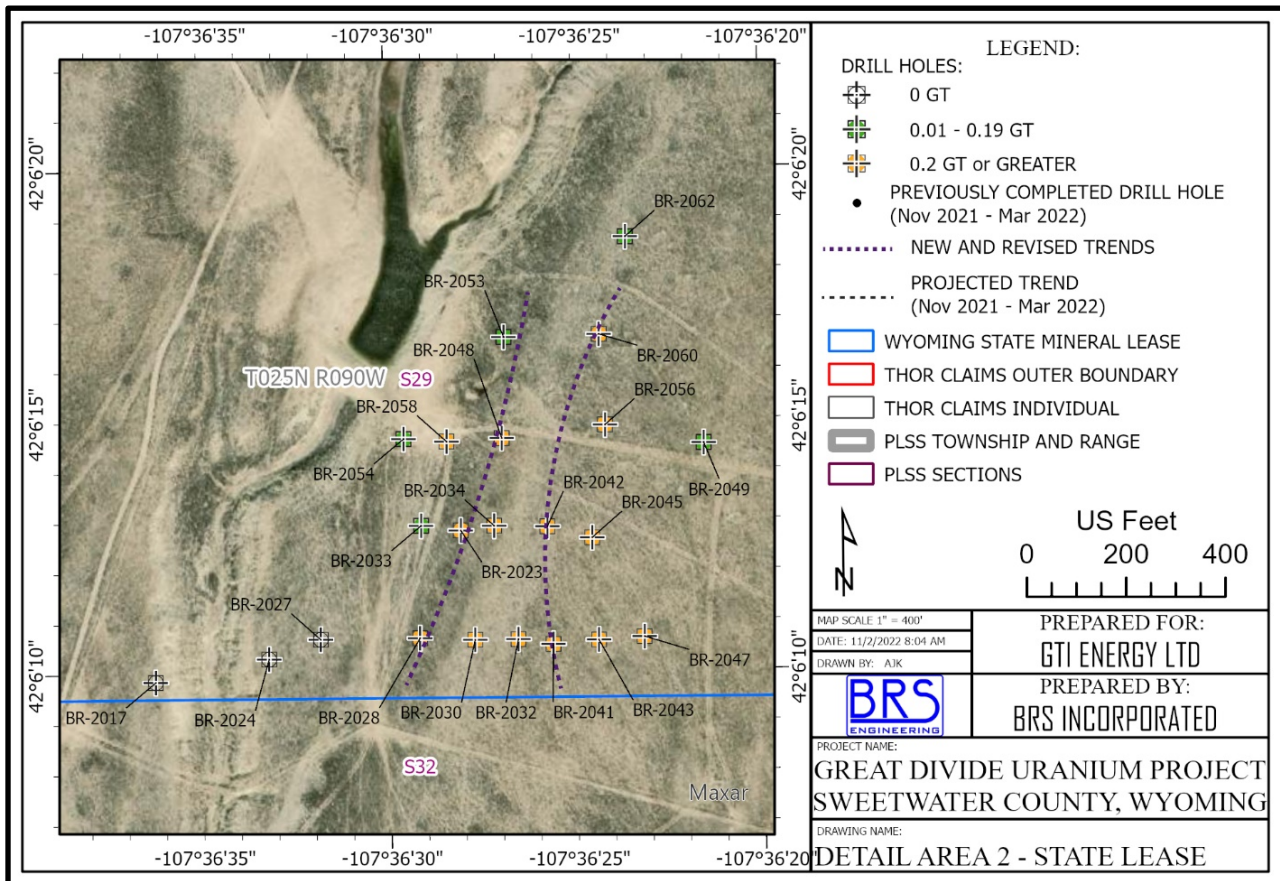 -107°36'35"
-107°36'30"
-107°36'25"
-107°36'20"
42°6'20"
42°6'20"
BR-2062
BR-2053
BR-2048
BR-2060
T025N R090W
S29
BR-2056
42°6'15"
42°6'15"
BR-2058
BR-2054
BR-2049
BR-2034
BR-2042
BR-2045
BR-2033
BR-2023
BR-2027
BR-2047
42°6'10"
42°6'10"
BR-2017
BR-2024
BR-2028
BR-2030
BR-2032
BR-2041
BR-2043
S32
Maxar
-107°36'35"
-107°36'30"
-107°36'25"
-107°36'20"
LEGEND:
DRILL HOLES:
0 GT
0.01 - 0.19 GT
0.2 GT or GREATER
PREVIOUSLY COMPLETED DRILL HOLE
(Nov 2021 - Mar 2022)
NEW AND REVISED TRENDS
PROJECTED TREND
(Nov 2021 - Mar 2022)
WYOMING STATE MINERAL LEASE
THOR CLAIMS OUTER BOUNDARY
THOR CLAIMS INDIVIDUAL
PLSS TOWNSHIP AND RANGE
PLSS SECTIONS
N
US Feet
0 200 400
MAP SCALE 1" = 400'
DATE: 11/2/2022 8:04 AM
DRAWN BY: AJK
PREPARED FOR:
GTI ENERGY LTD
BRS
ENGINEERING
PREPARED BY:
BRS INCORPORATED
PROJECT NAME:
GREAT DIVIDE URANIUM PROJECT
SWEETWATER COUNTY, WYOMING
DRAWING NAME:
DETAIL AREA 2 - STATE LEASE